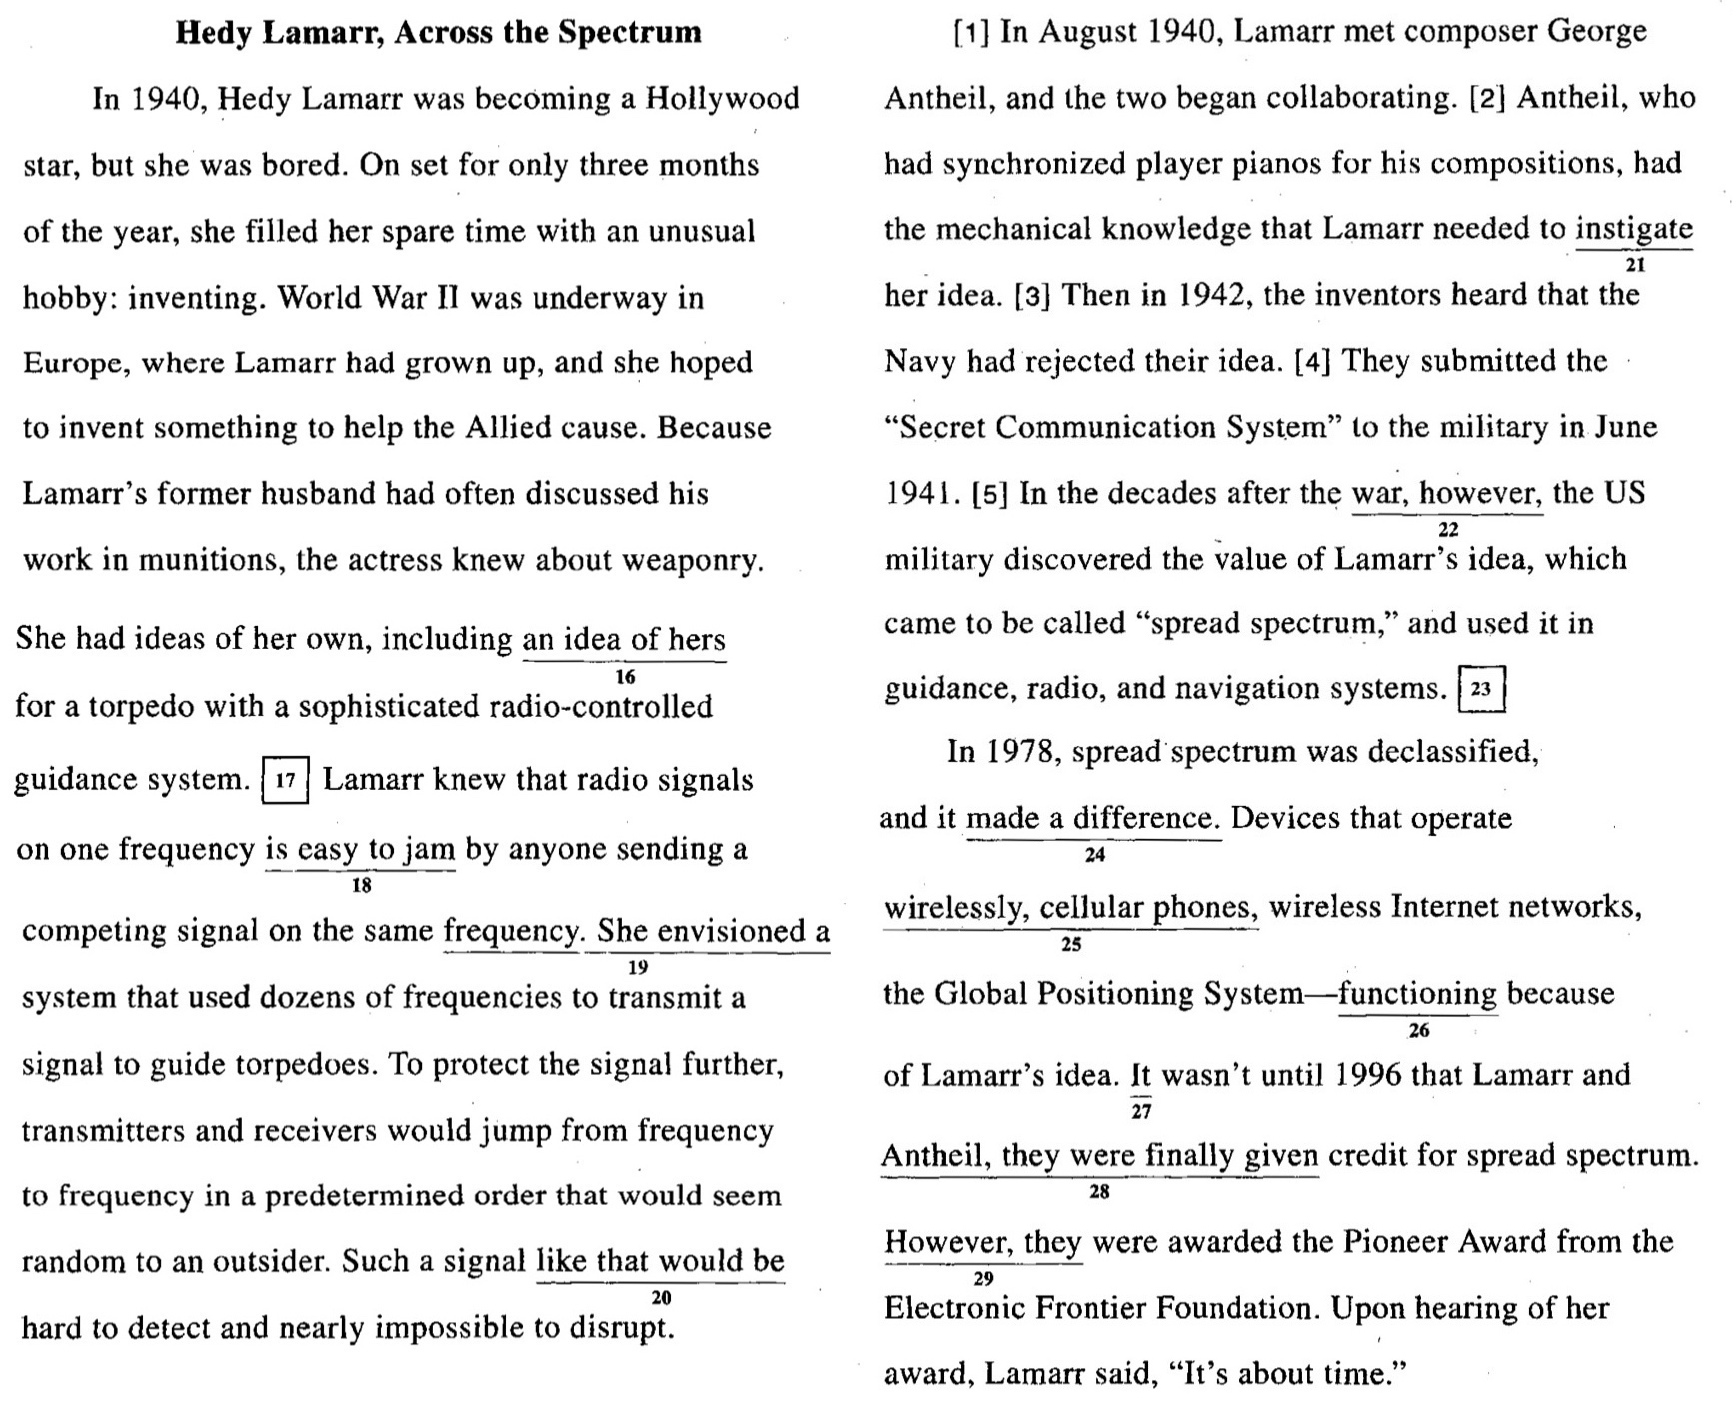 Hedy Lamarr, Across the Spectrum
In 1940, Hedy Lamarr was becoming a Hollywood
star, but she was bored. On set for only three months
of the year, she filled her spare time with an unusual
hobby: inventing. World War II was underway in
Europe, where Lamarr had grown up, and she hoped
to invent something to help the Allied cause. Because
Lamarr's former husband had often discussed his
work in munitions, the actress knew about weaponry.
She had ideas of her own, including an idea of hers
16
for a torpedo with a sophisticated radio-controlled
guidance system. 17 Lamarr knew that radio signals
on one frequency is easy to jam by anyone sending a
18
competing signal on the same frequency. She envisioned a
19
system that used dozens of frequencies to transmit a
signal to guide torpedoes. To protect the signal further,
transmitters and receivers would jump from frequency
to frequency in a predetermined order that would seem
random to an outsider. Such a signal like that would be
20
hard to detect and nearly impossible to disrupt.
[1] In August 1940, Lamarr met composer George
Antheil, and the two began collaborating. [2] Antheil, who
had synchronized player pianos for his compositions, had
the mechanical knowledge that Lamarr needed to instigate
21
her idea. [3] Then in 1942, the inventors heard that the
Navy had rejected their idea. [4] They submitted the
“Secret Communication System” to the military in June
1941. [5] In the decades after the war, however, the US
22
military discovered the value of Lamarr's idea, which
came to be called “spread spectrum,” and used it in
guidance, radio, and navigation systems. 23
In 1978, spread spectrum was declassified,
and it made a difference. Devices that operate
24
wirelessly, cellular phones, wireless Internet networks,
25
the Global Positioning System—functioning because
26
of Lamarr's idea. It wasn't until 1996 that Lamarr and
27
Antheil, they were finally given credit for spread spectrum.
28
However, they were awarded the Pioneer Award from the
29
Electronic Frontier Foundation. Upon hearing of her
award, Lamarr said, “It's about time.”